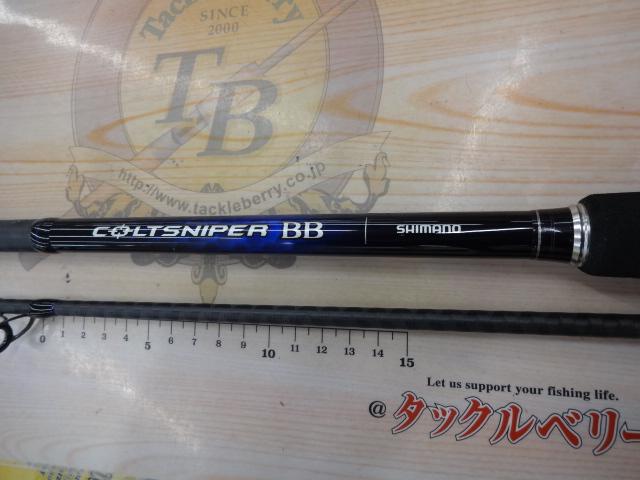 Tackle Berry
SINCE
2000
TB
http://www.tackleberry.co.jp
COLTSNIPER BB SHIMANO
0 1 2 3 4 5 6 7 8 9 10 11 12 13 14 15
Let us support your fishing life.
@タックルベリー